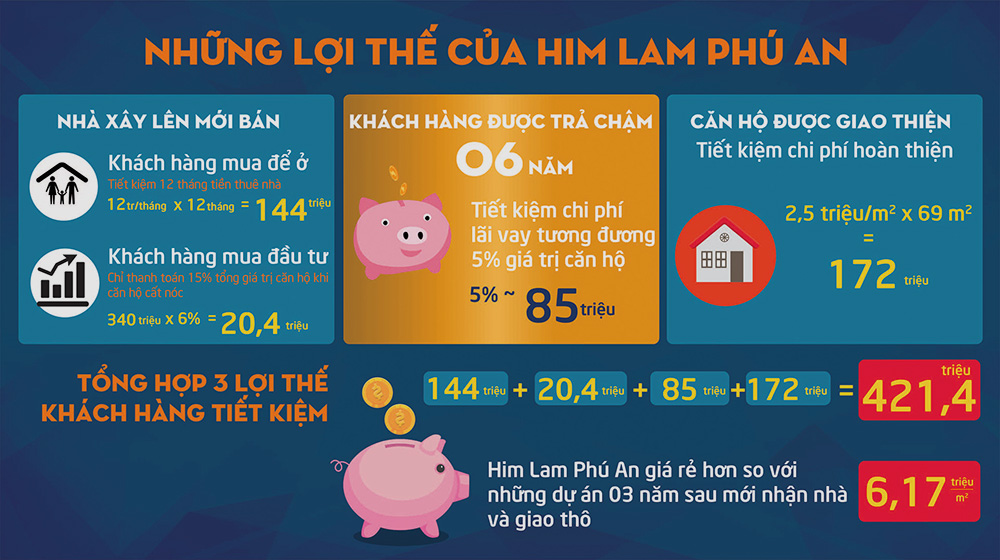 NHỮNG LỢI THẾ CỦA HIM LAM PHÚ AN
NHÀ XÂY LÊN MỚI BÁN
Khách hàng mua để ở
Tiết kiệm 12 tháng tiền thuê nhà
12tr/tháng x 12 tháng = 144 triệu
Khách hàng mua đầu tư
Chỉ thanh toán 15% tổng giá trị căn hộ khi
căn hộ cất nóc
340 triệu x 6% = 20,4 triệu
KHÁCH HÀNG ĐƯỢC TRẢ CHẬM
06 NĂM
Tiết kiệm chi phí
lãi vay tương đương
5% giá trị căn hộ
5% ~ 85 triệu
CĂN HỘ ĐƯỢC GIAO THIỆN
Tiết kiệm chi phí hoàn thiện
2,5 triệu/m² x 69 m²
=
172 triệu
TỔNG HỢP 3 LỢI THẾ
KHÁCH HÀNG TIẾT KIỆM
144 triệu + 20,4 triệu + 85 triệu + 172 triệu = 421,4 triệu
Him Lam Phú An giá rẻ hơn so với
những dự án 03 năm sau mới nhận nhà
và giao thô
6,17 triệu/m²